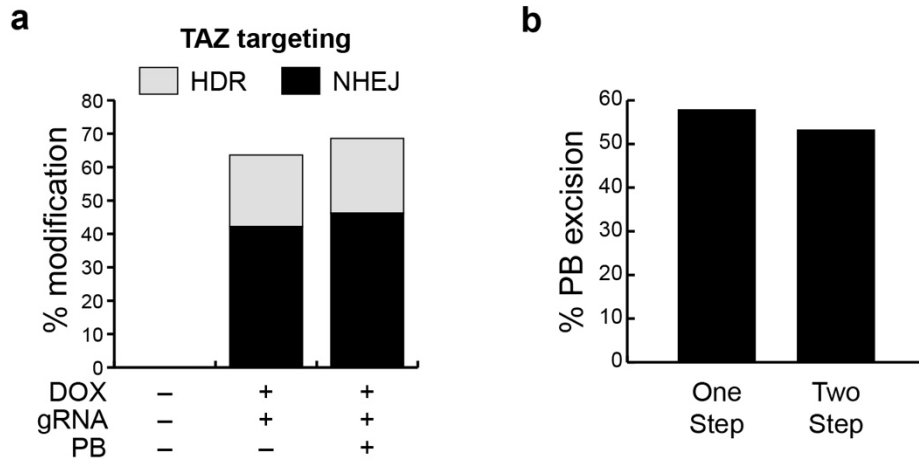 a
TAZ targeting
HDR NHEJ
% modification
80
70
60
50
40
30
20
10
0
DOX – + +
gRNA – + +
PB – – +
b
% PB excision
60
50
40
30
20
10
0
One Step
Two Step